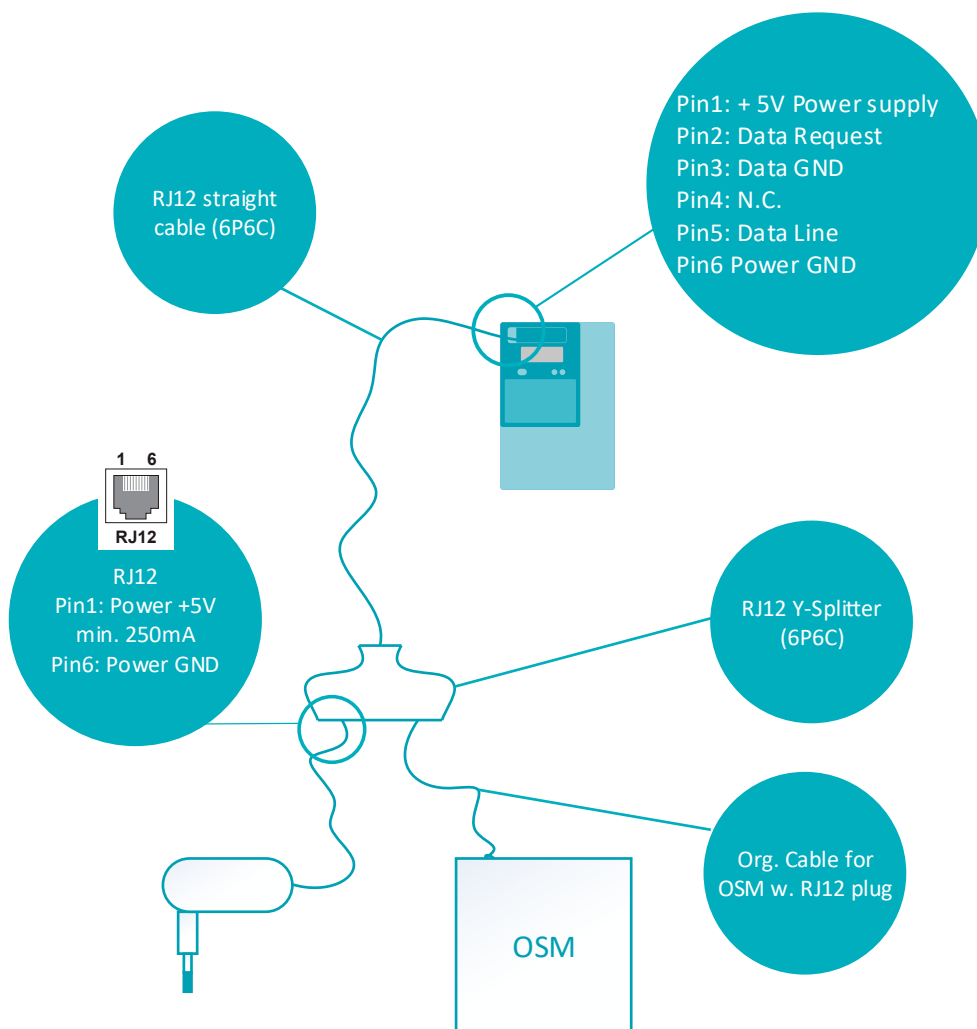 Pin1: + 5V Power supply
Pin2: Data Request
Pin3: Data GND
Pin4: N.C.
Pin5: Data Line
Pin6 Power GND
RJ12 straight
cable (6P6C)
1 6
RJ12
RJ12
Pin1: Power +5V
min. 250mA
Pin6: Power GND
RJ12 Y-Splitter
(6P6C)
Org. Cable for
OSM w. RJ12 plug
OSM